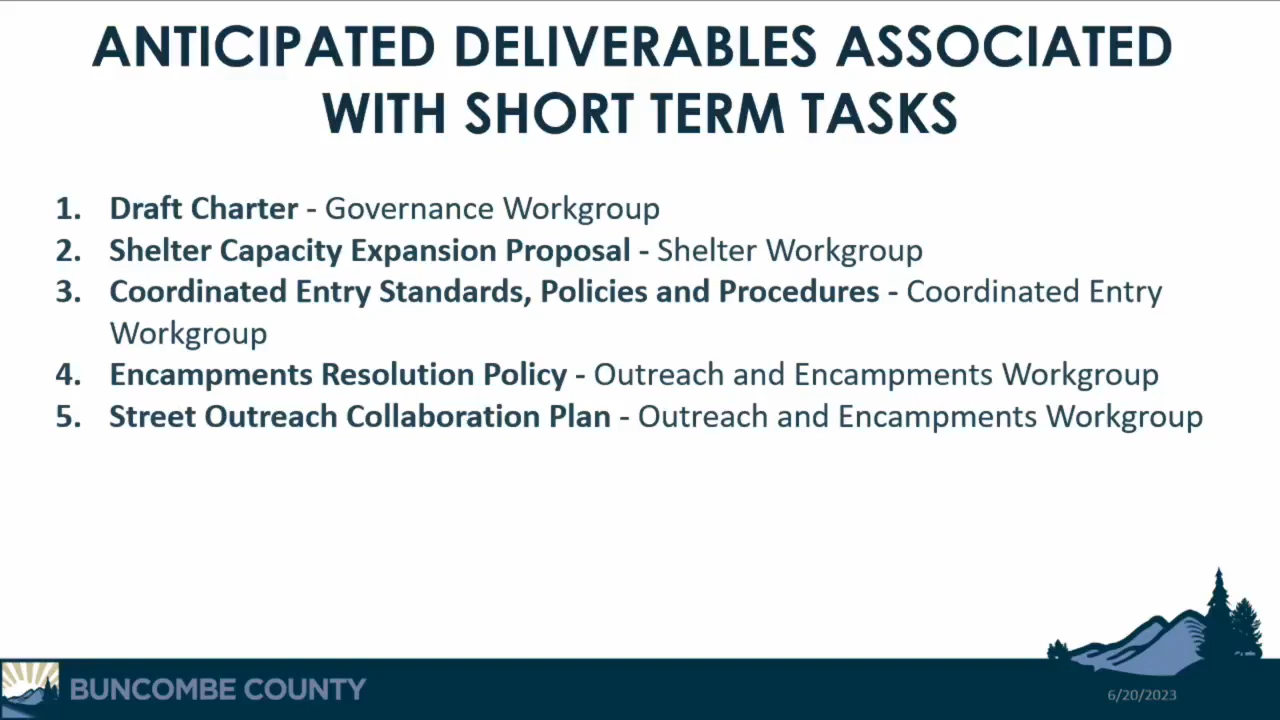 ANTICIPATED DELIVERABLES ASSOCIATED
WITH SHORT TERM TASKS
1. Draft Charter - Governance Workgroup
2. Shelter Capacity Expansion Proposal - Shelter Workgroup
3. Coordinated Entry Standards, Policies and Procedures - Coordinated Entry
Workgroup
4. Encampments Resolution Policy - Outreach and Encampments Workgroup
5. Street Outreach Collaboration Plan - Outreach and Encampments Workgroup
BUNCOMBE COUNTY
6/20/2023